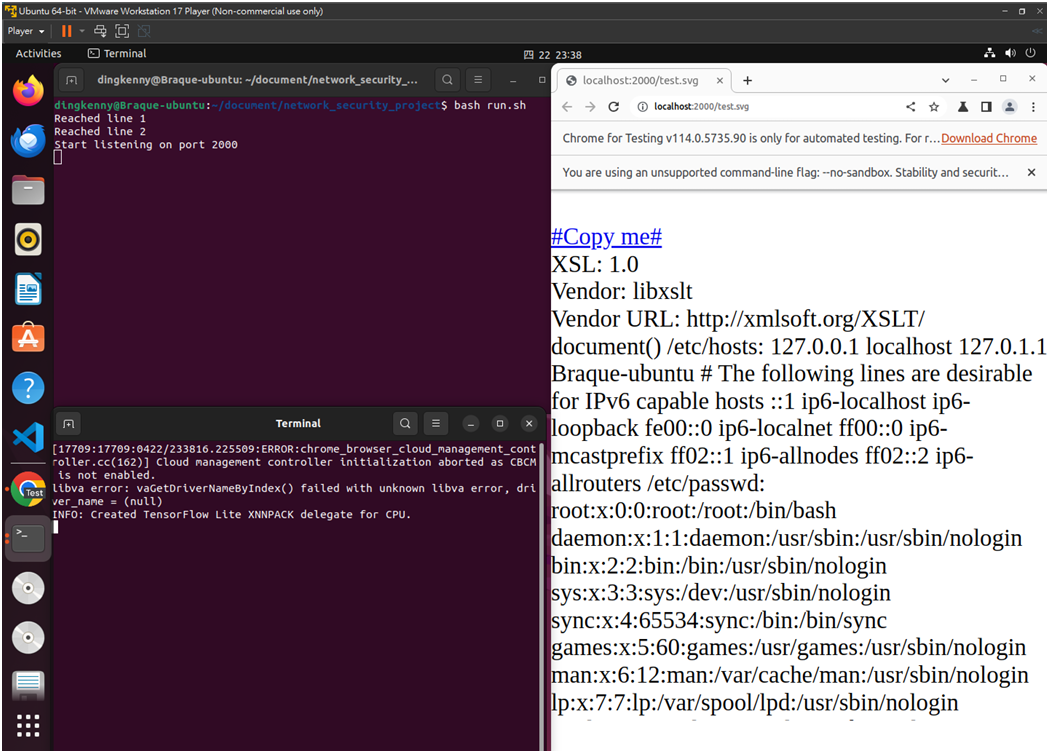 Ubuntu 64-bit - VMware Workstation 17 Player (Non-commercial use only)
Player
Activities
Terminal
四 22 23:38
dingkenny@Braque-ubuntu: ~/document/network_security_...
dingkenny@Braque-ubuntu:~/document/network_security_project$ bash run.sh
Reached line 1
Reached line 2
Start listening on port 2000
Terminal
[17709:17709:0422/233816.225509:ERROR:chrome_browser_cloud_management_cont
roller.cc(162)] Cloud management controller initialization aborted as CBCM
is not enabled.
libva error: vaGetDriverNameByIndex() failed with unknown libva error, dri
ver_name = (null)
INFO: Created TensorFlow Lite XNNPACK delegate for CPU.
Test
localhost:2000/test.svg
localhost:2000/test.svg
Chrome for Testing v114.0.5735.90 is only for automated testing. For r... Download Chrome
You are using an unsupported command-line flag: --no-sandbox. Stability and securit...
#Copy me#
XSL: 1.0
Vendor: libxslt
Vendor URL: http://xmlsoft.org/XSLT/
document() /etc/hosts: 127.0.0.1 localhost 127.0.1.1
Braque-ubuntu # The following lines are desirable
for IPv6 capable hosts ::1 ip6-localhost ip6-
loopback fe00::0 ip6-localnet ff00::0 ip6-
mcastprefix ff02::1 ip6-allnodes ff02::2 ip6-
allrouters /etc/passwd:
root:x:0:0:root:/root:/bin/bash
daemon:x:1:1:daemon:/usr/sbin:/usr/sbin/nologin
bin:x:2:2:bin:/bin:/usr/sbin/nologin
sys:x:3:3:sys:/dev:/usr/sbin/nologin
sync:x:4:65534:sync:/bin:/bin/sync
games:x:5:60:games:/usr/games:/usr/sbin/nologin
man:x:6:12:man:/var/cache/man:/usr/sbin/nologin
lp:x:7:7:lp:/var/spool/lpd:/usr/sbin/nologin